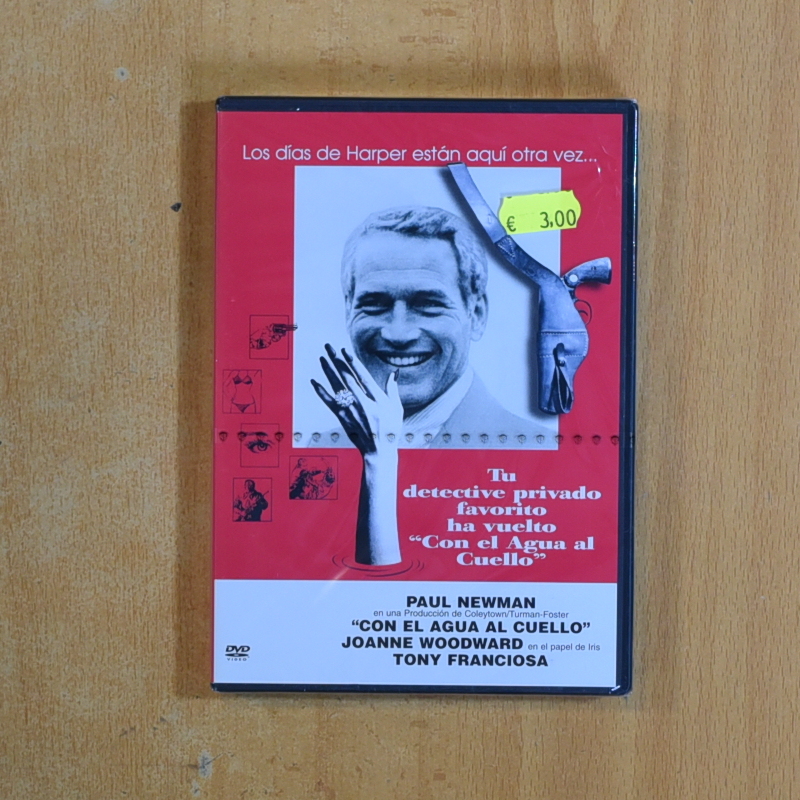 Los días de Harper están aquí otra vez...
€ 3,00
Tu
detective privado
favorito
ha vuelto
“Con el Agua al
Cuello”
PAUL NEWMAN
en una Producción de Coleytown/Turman-Foster
“CON EL AGUA AL CUELLO”
JOANNE WOODWARD en el papel de Iris
TONY FRANCIOSA
DVD
VIDEO